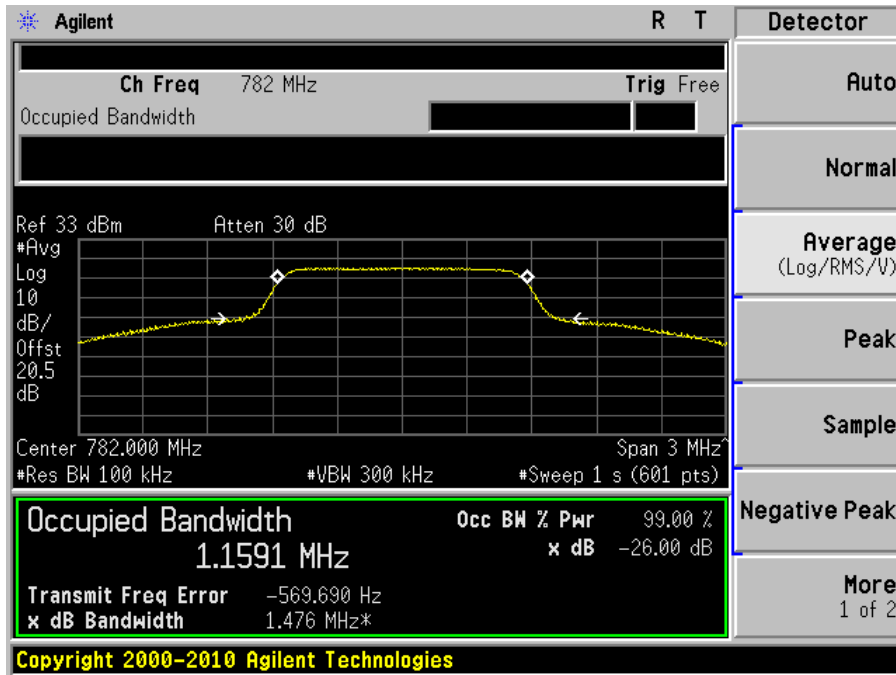 Agilent R T Detector
Ch Freq 782 MHz Trig Free
Occupied Bandwidth
Auto
Normal
Average
(Log/RMS/V)
Peak
Sample
Negative Peak
More
1 of 2
Ref 33 dBm Atten 30 dB
#Avg
Log
10
dB/
Offst
20.5
dB
Center 782.000 MHz Span 3 MHz^
#Res BW 100 kHz #VBW 300 kHz #Sweep 1 s (601 pts)
Occupied Bandwidth Occ BW % Pwr 99.00 %
1.1591 MHz x dB -26.00 dB
Transmit Freq Error -569.690 Hz
x dB Bandwidth 1.476 MHz*
Copyright 2000-2010 Agilent Technologies